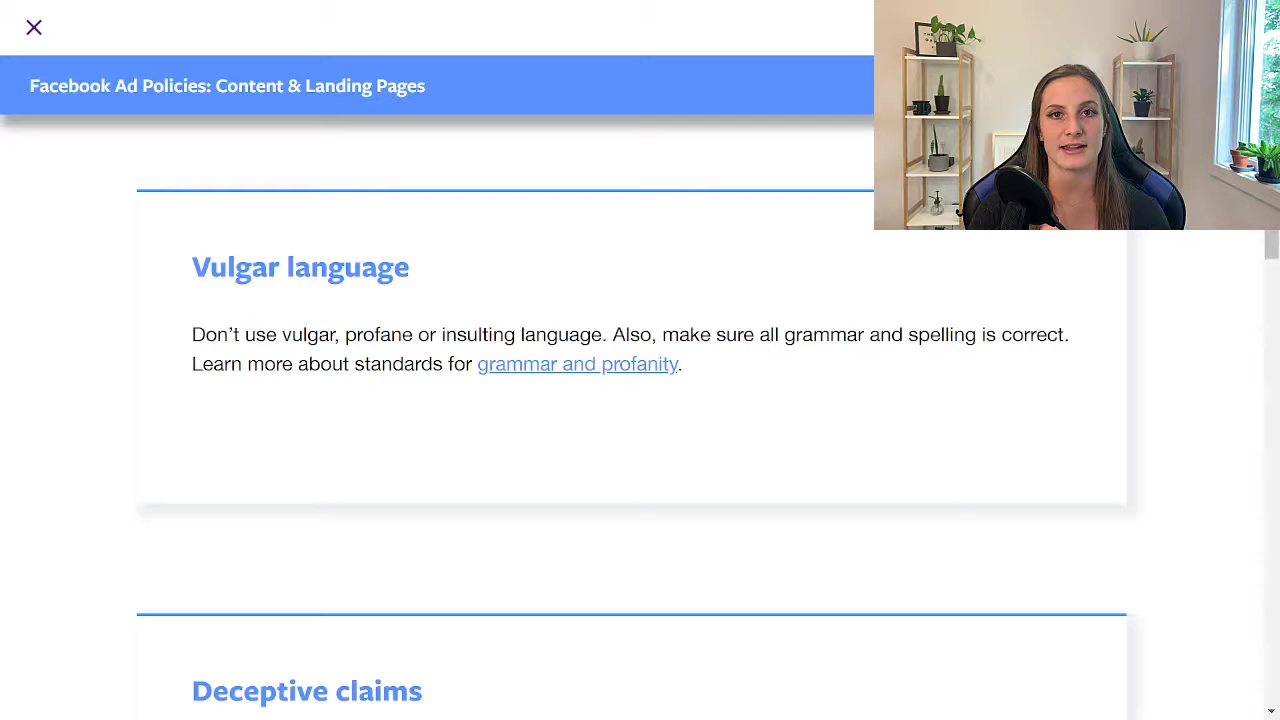 Facebook Ad Policies: Content & Landing Pages
Vulgar language
Don’t use vulgar, profane or insulting language. Also, make sure all grammar and spelling is correct.
Learn more about standards for grammar and profanity.
Deceptive claims